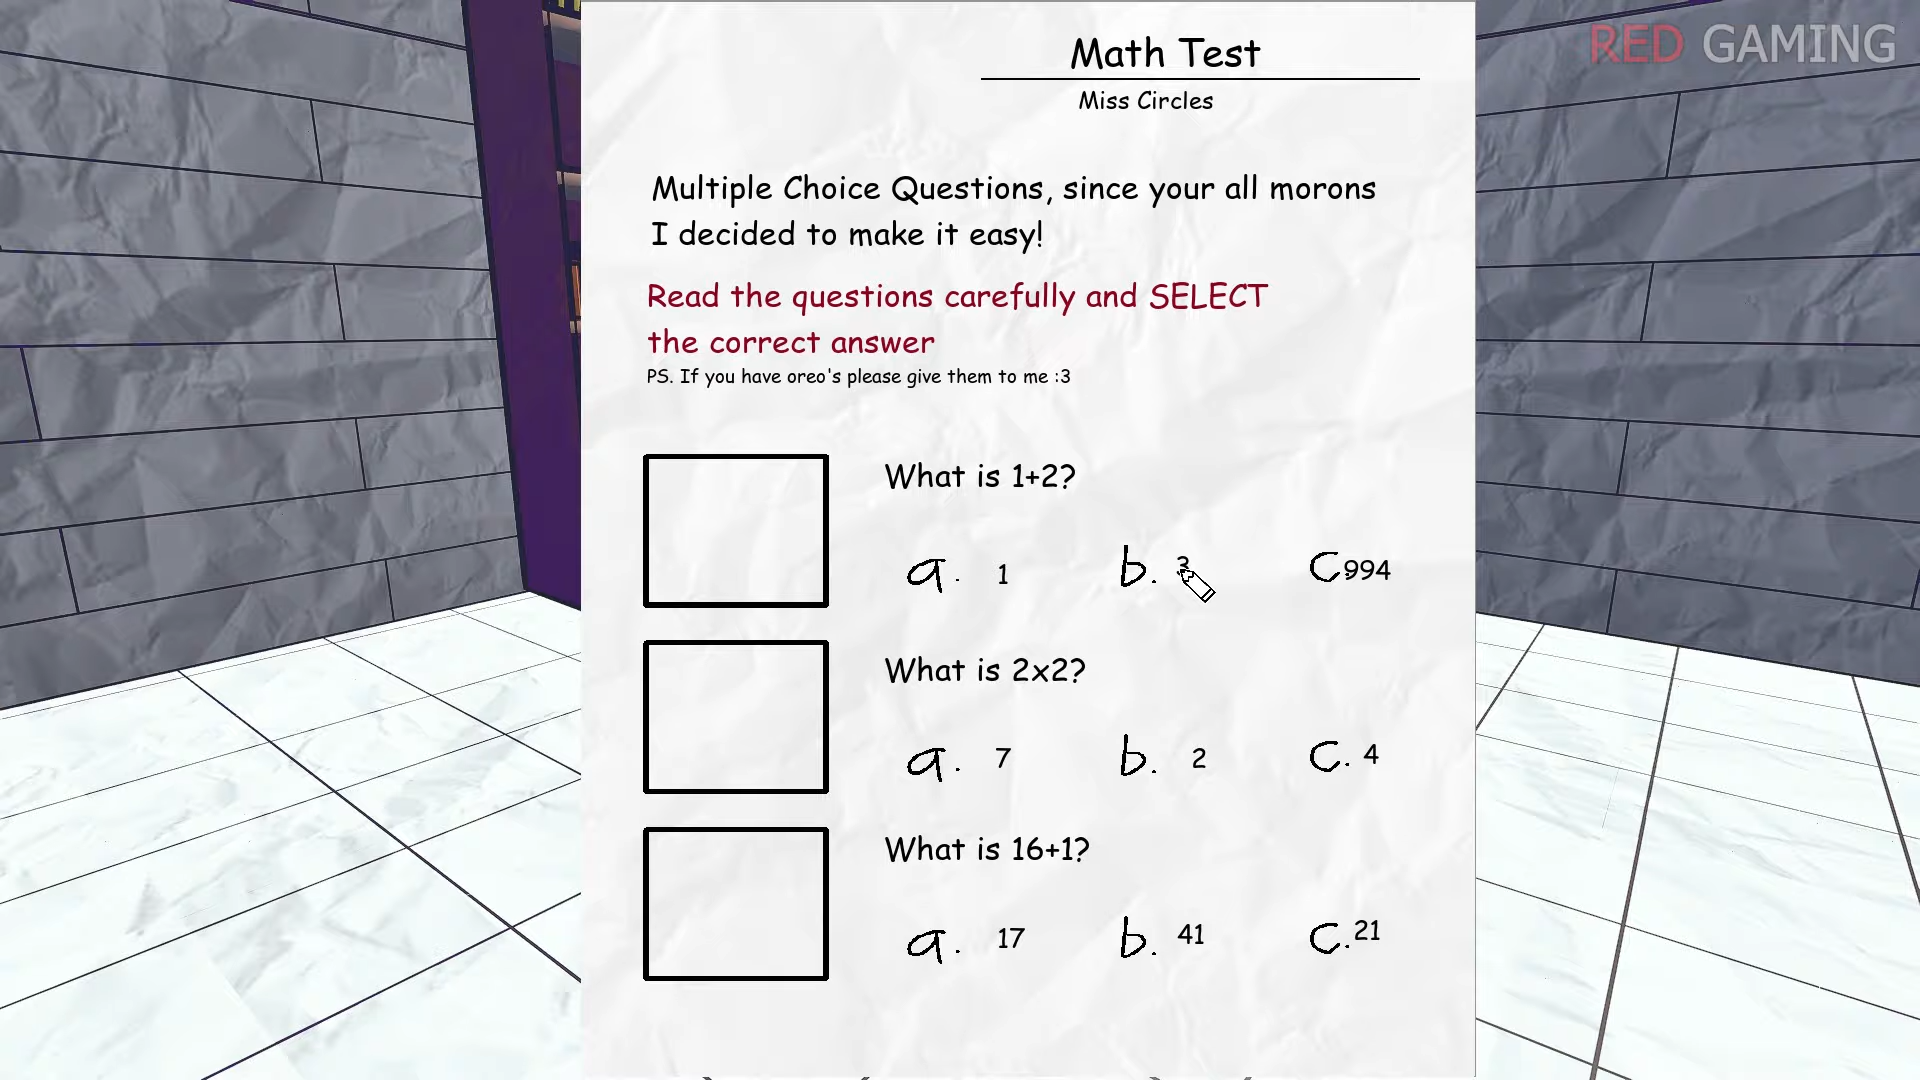 RED GAMING
Math Test
Miss Circles
Multiple Choice Questions, since your all morons
I decided to make it easy!
Read the questions carefully and SELECT
the correct answer
PS. If you have oreo's please give them to me :3
What is 1+2?
a. 1 b. 3 C.994
What is 2x2?
a. 7 b. 2 C. 4
What is 16+1?
a. 17 b. 41 C. 21